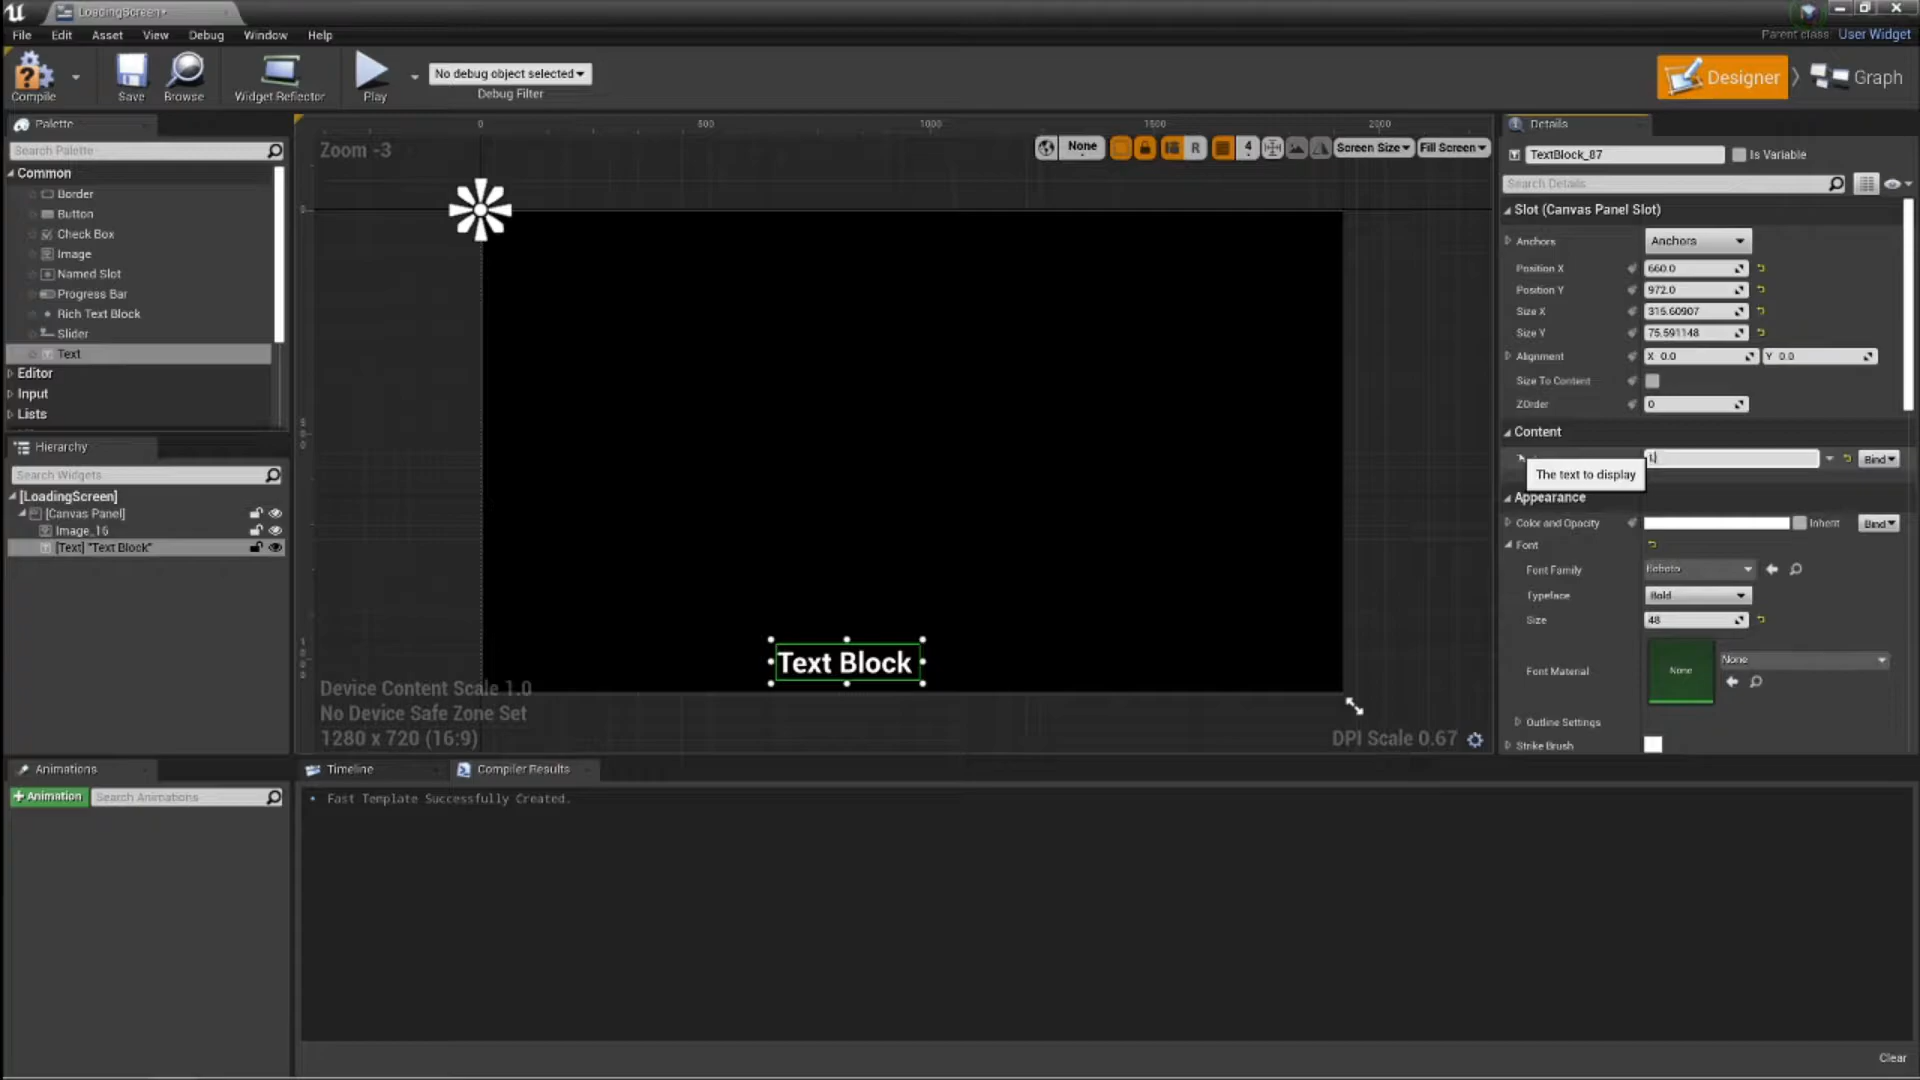 LoadingScreen*
File Edit Asset View Debug Window Help
Parent class: User Widget
Compile
Save
Browse
Widget Reflector
Play
No debug object selected
Debug Filter
Designer
Graph
Palette
Search Palette
Common
Border
Button
Check Box
Image
Named Slot
Progress Bar
Rich Text Block
Slider
Text
Editor
Input
Lists
Hierarchy
Search Widgets
[LoadingScreen]
[Canvas Panel]
Image_16
[Text] "Text Block"
Animations
+ Animation
Search Animations
0 500 1000 1500 2000
Zoom -3
None
R
4
Screen Size
Fill Screen
Text Block
Device Content Scale 1.0
No Device Safe Zone Set
1280 x 720 (16:9)
DPI Scale 0.67
Timeline
Compiler Results
Fast Template Successfully Created.
Clear
Details
TextBlock_87
Is Variable
Search Details
Slot (Canvas Panel Slot)
Anchors Anchors
Position X 660.0
Position Y 972.0
Size X 315.60907
Size Y 75.591148
Alignment X 0.0 Y 0.0
Size To Content
ZOrder 0
Content
Bind
The text to display
Appearance
Color and Opacity Inherit Bind
Font
Font Family Roboto
Typeface Bold
Size 48
Font Material None None
Outline Settings
Strike Brush